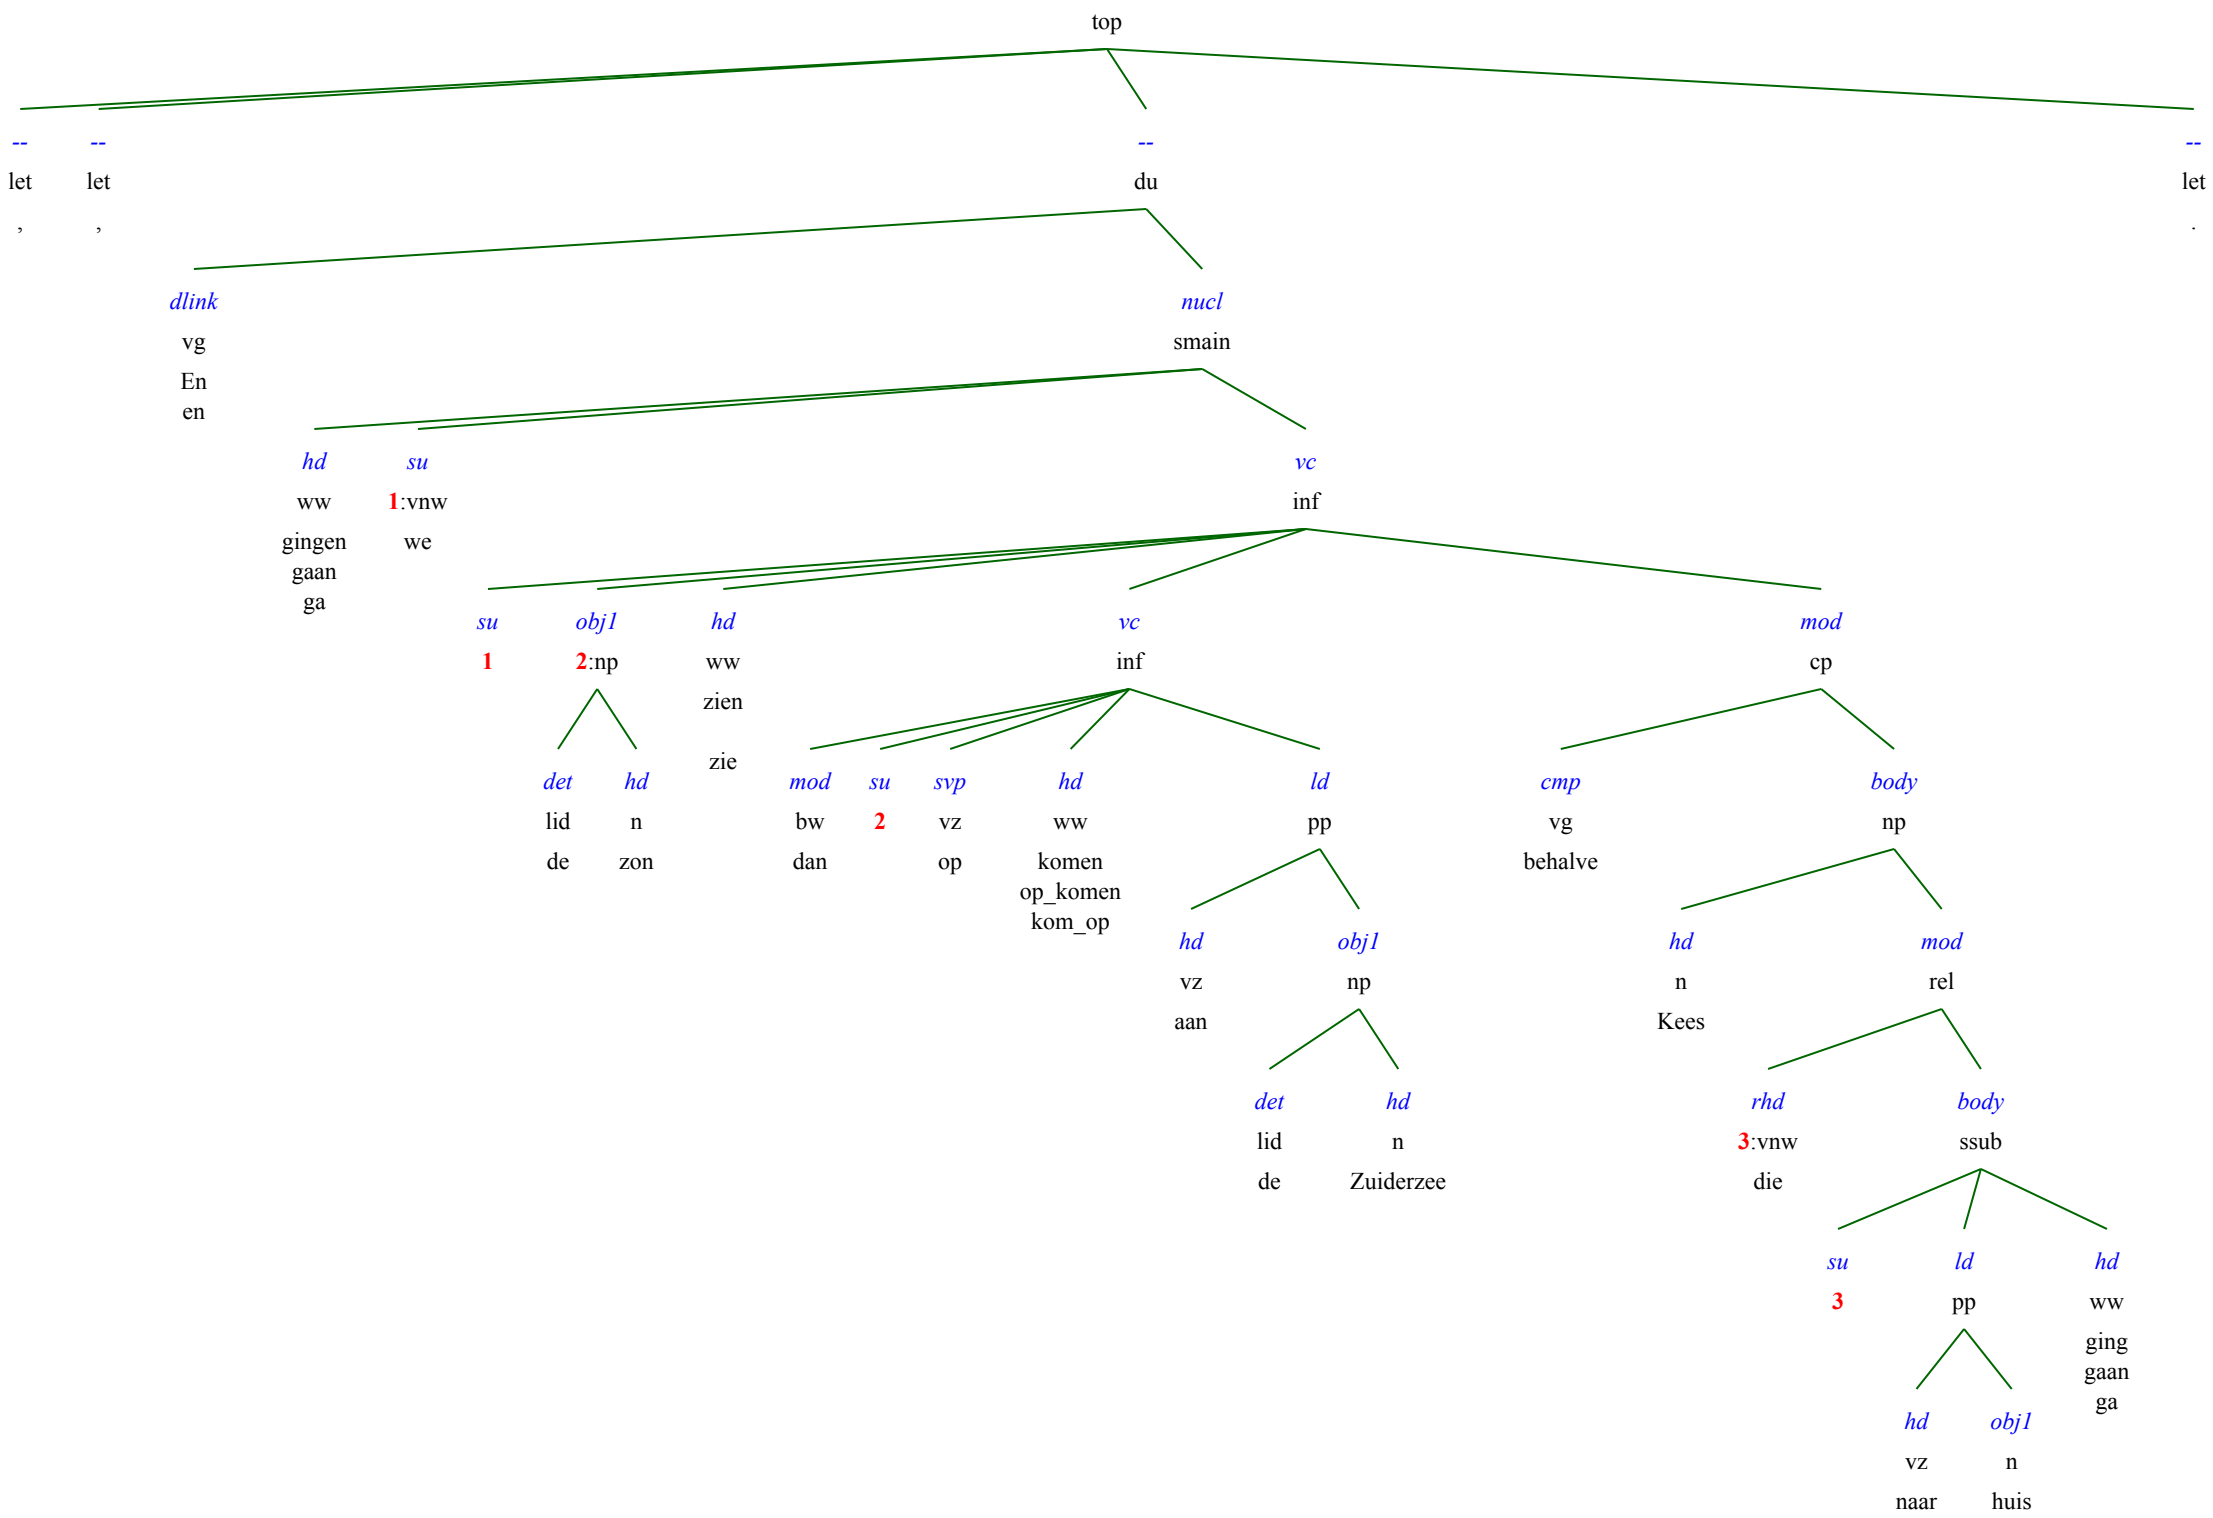 top
-- -- -- --
let let du let
, , .
dlink nucl
vg smain
En
en
hd su vc
ww 1:vnw inf
gingen we
gaan
ga
su obj1 hd vc mod
1 2:np ww inf cp
zien
zie
det hd mod su svp hd ld cmp body
lid n bw 2 vz ww pp vg np
de zon dan op komen behalve
op_komen
kom_op
hd obj1 hd mod
vz np n rel
aan Kees
det hd rhd body
lid n 3:vnw ssub
de Zuiderzee die
su ld hd
3 pp ww
ging
gaan
ga
hd obj1
vz n
naar huis